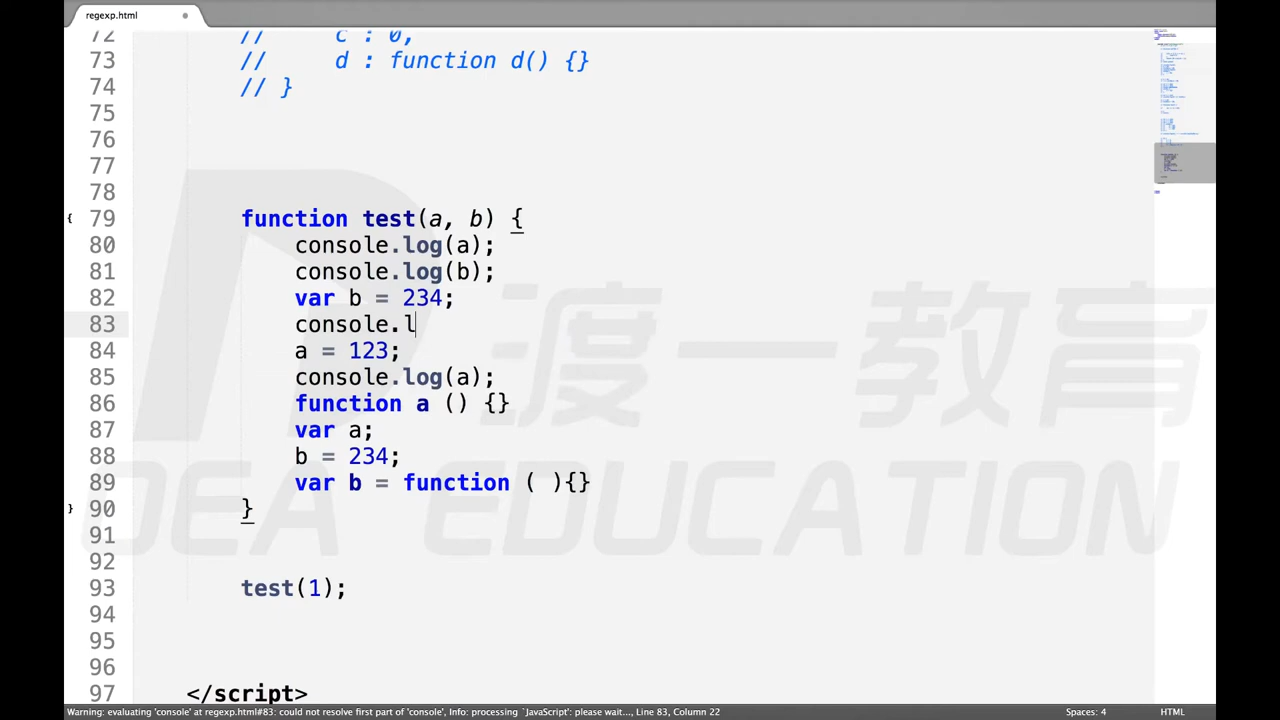 regexp.html
72 // c : 0,
73 // d : function d() {}
74 // }
75
76
77
78
79 function test(a, b) {
80 console.log(a);
81 console.log(b);
82 var b = 234;
83 console.l
84 a = 123;
85 console.log(a);
86 function a () {}
87 var a;
88 b = 234;
89 var b = function ( ){}
90 }
91
92
93 test(1);
94
95
96
97 </script>
渡一教育
DEA EDUCATION
Warning: evaluating 'console' at regexp.html#83: could not resolve first part of 'console', Info: processing `JavaScript': please wait..., Line 83, Column 22
Spaces: 4
HTML